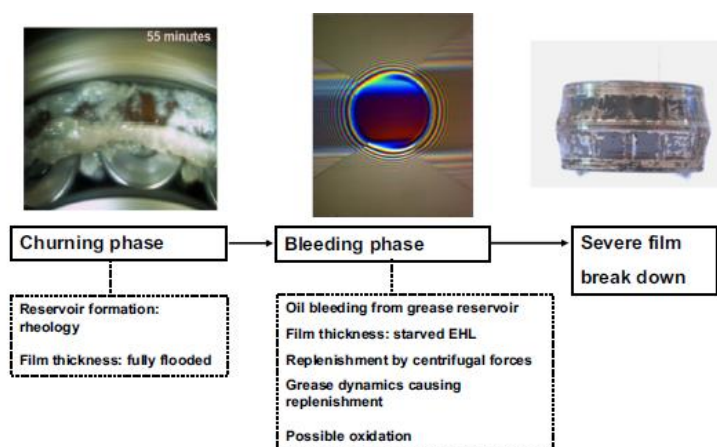 55 minutes
Churning phase
Bleeding phase
Severe film
break down
Reservoir formation:
rheology
Film thickness: fully flooded
Oil bleeding from grease reservoir
Film thickness: starved EHL
Replenishment by centrifugal forces
Grease dynamics causing
replenishment
Possible oxidation